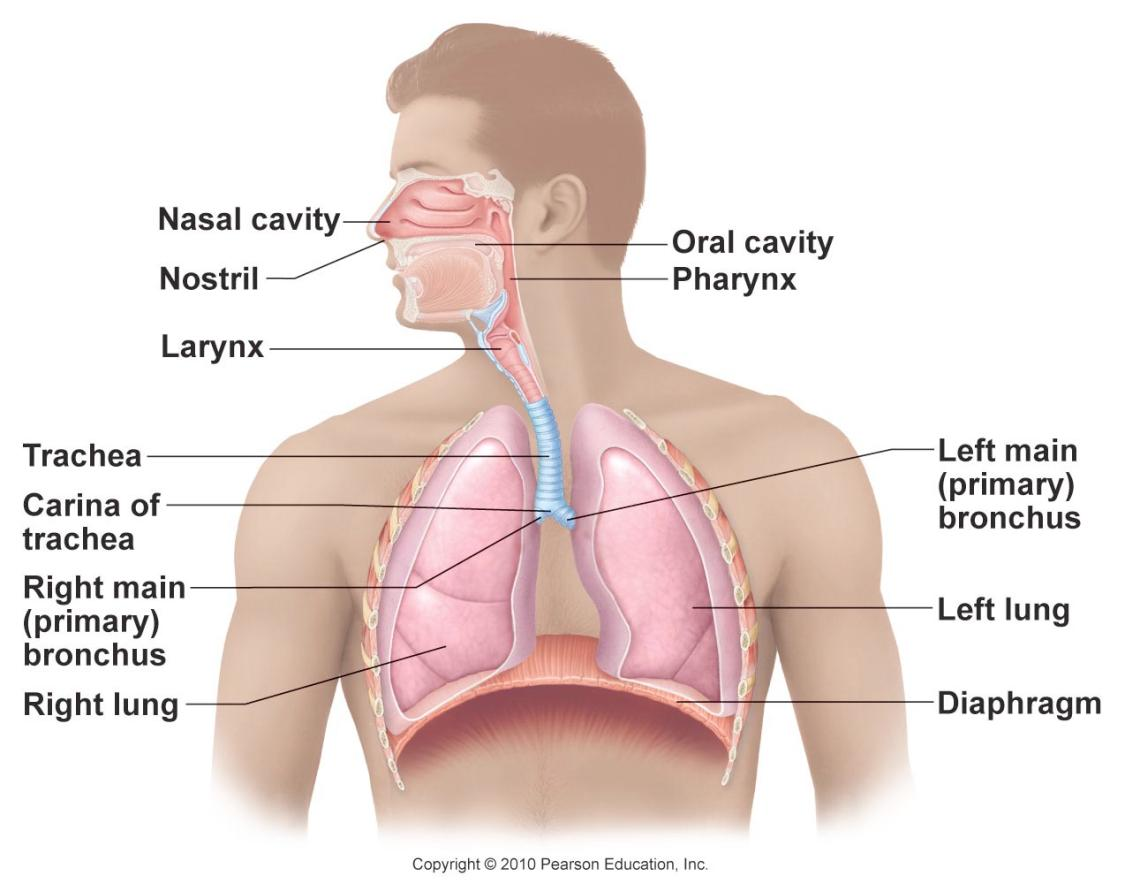 Nasal cavity
Nostril
Larynx
Trachea
Carina of
trachea
Right main
(primary)
bronchus
Right lung
Oral cavity
Pharynx
Left main
(primary)
bronchus
Left lung
Diaphragm
Copyright © 2010 Pearson Education, Inc.